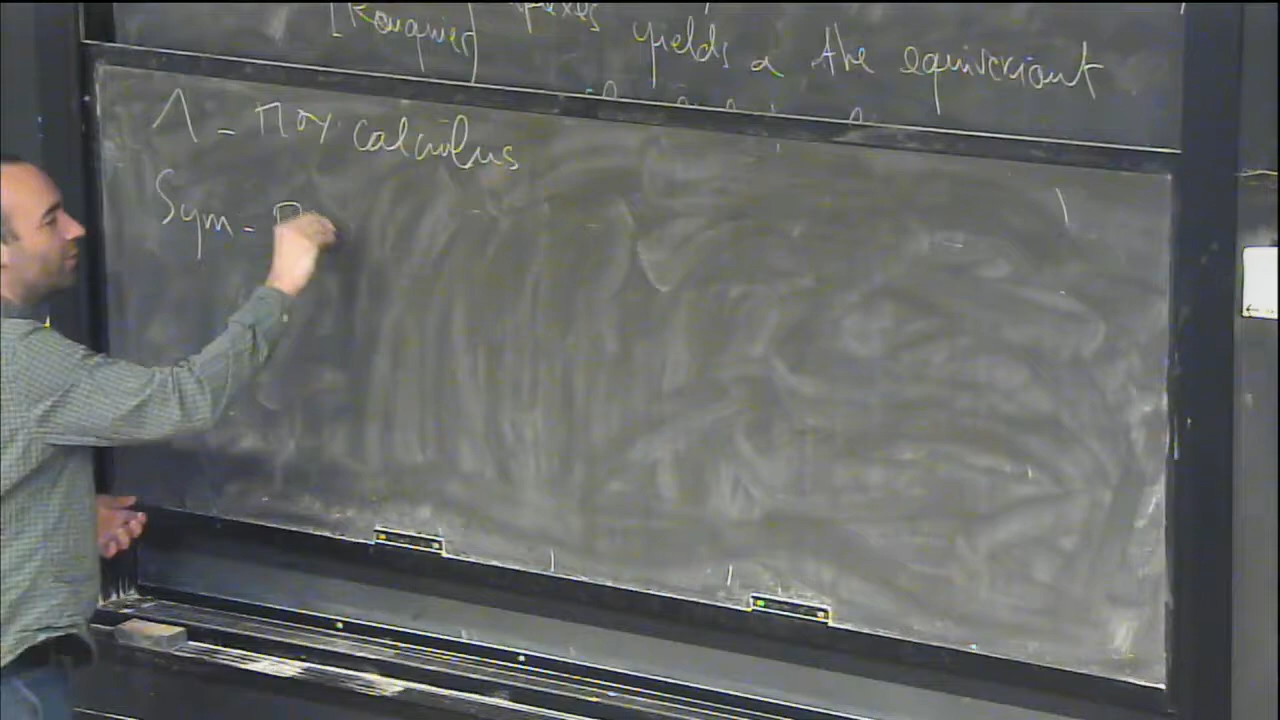 [Rouquier]
yields a the equivariant
Λ - MOY calculus
Sym -